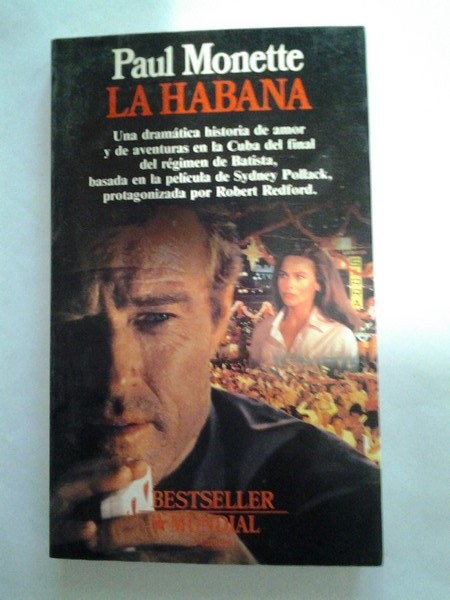 Paul Monette
LA HABANA
Una dramática historia de amor
y de aventuras en la Cuba del final
del régimen de Batista,
basada en la película de Sydney Pollack,
protagonizada por Robert Redford.
BESTSELLER
MUNDIAL